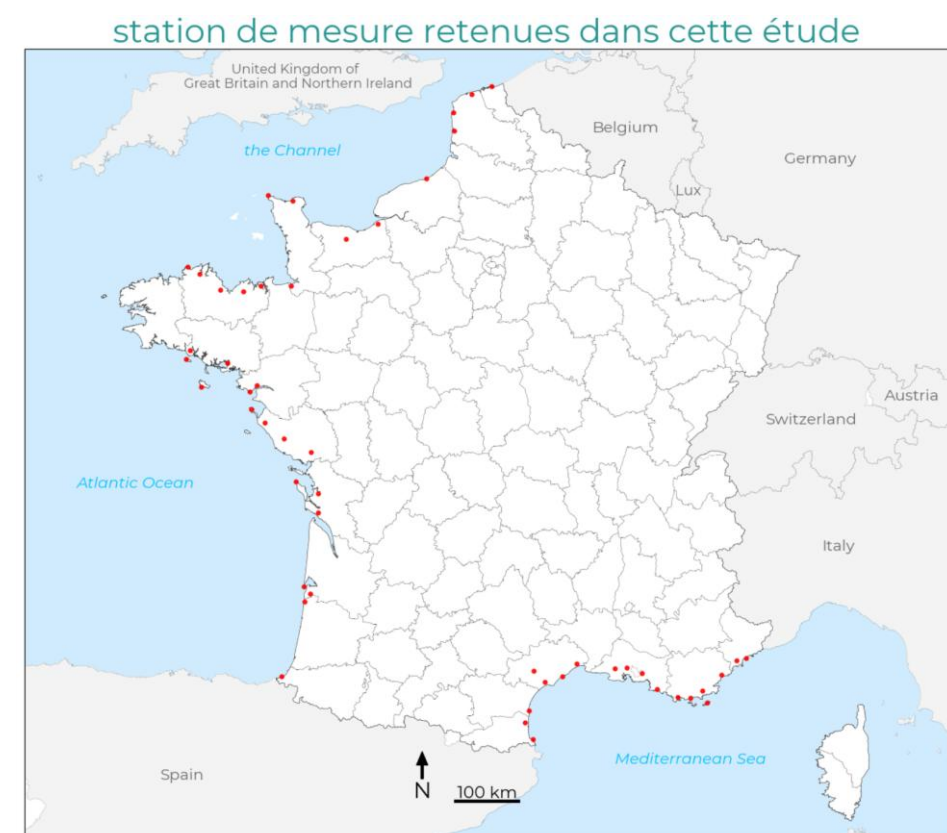 station de mesure retenues dans cette étude
United Kingdom of
Great Britain and Northern Ireland
Belgium
the Channel
Germany
Lux
Austria
Switzerland
Atlantic Ocean
Italy
Mediterranean Sea
Spain
N
100 km